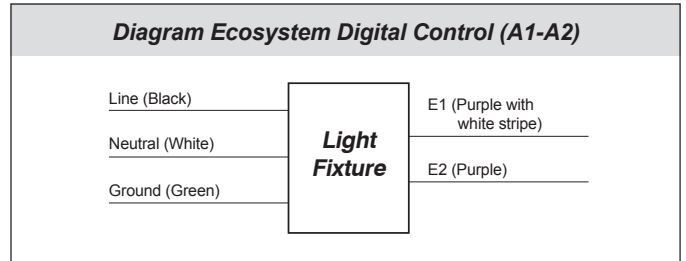 Diagram Ecosystem Digital Control (A1-A2)
Line (Black)
Neutral (White)
Ground (Green)
Light
Fixture
E1 (Purple with
white stripe)
E2 (Purple)